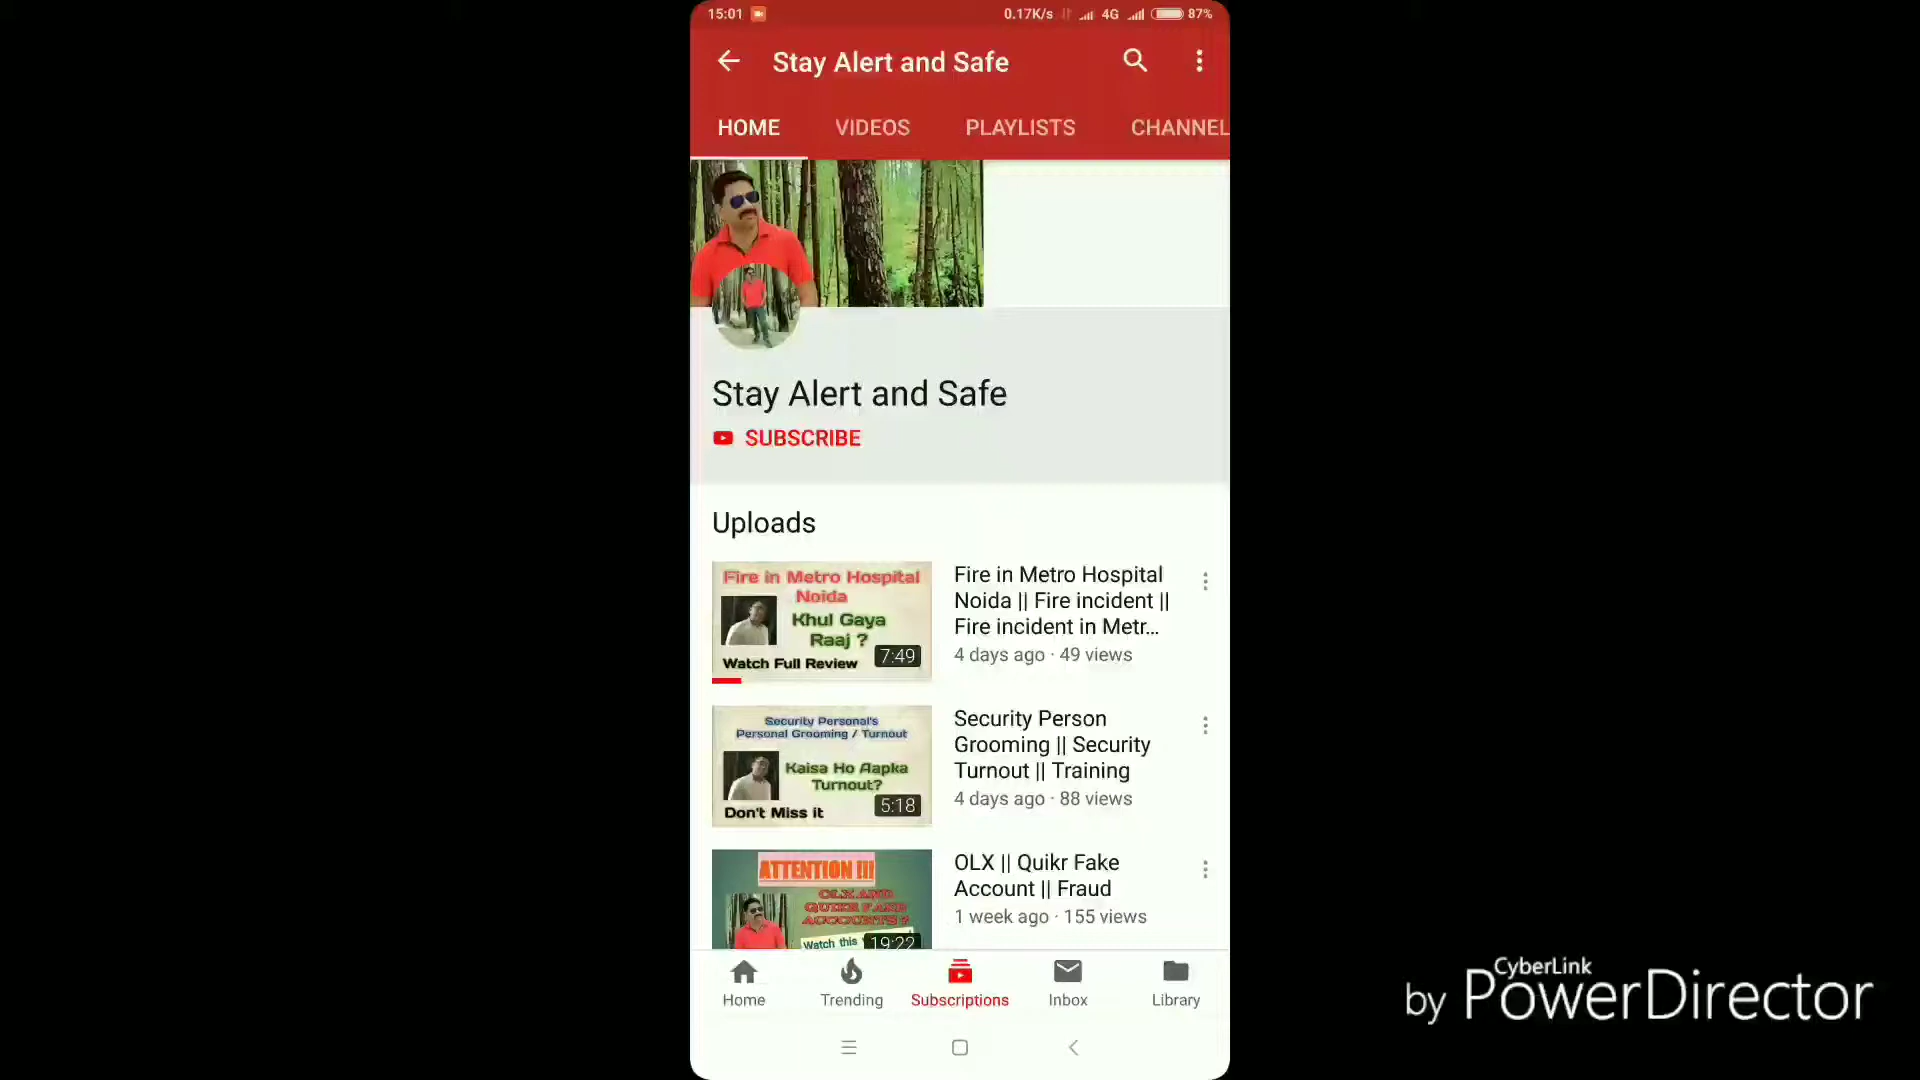 15:01 0.17K/s 4G 87%
Stay Alert and Safe
HOME VIDEOS PLAYLISTS CHANNEL
Stay Alert and Safe
SUBSCRIBE
Uploads
Fire in Metro Hospital
Noida
Khul Gaya
Raaj ?
Watch Full Review
7:49
Fire in Metro Hospital
Noida || Fire incident ||
Fire incident in Metr...
4 days ago · 49 views
Security Personal's
Personal Grooming / Turnout
Kaisa Ho Aapka
Turnout?
Don't Miss it
5:18
Security Person
Grooming || Security
Turnout || Training
4 days ago · 88 views
ATTENTION !!!
OLX AND
QUIKR FAKE
ACCOUNTS ?
Watch this
19:22
OLX || Quikr Fake
Account || Fraud
1 week ago · 155 views
Home Trending Subscriptions Inbox Library
by CyberLink PowerDirector